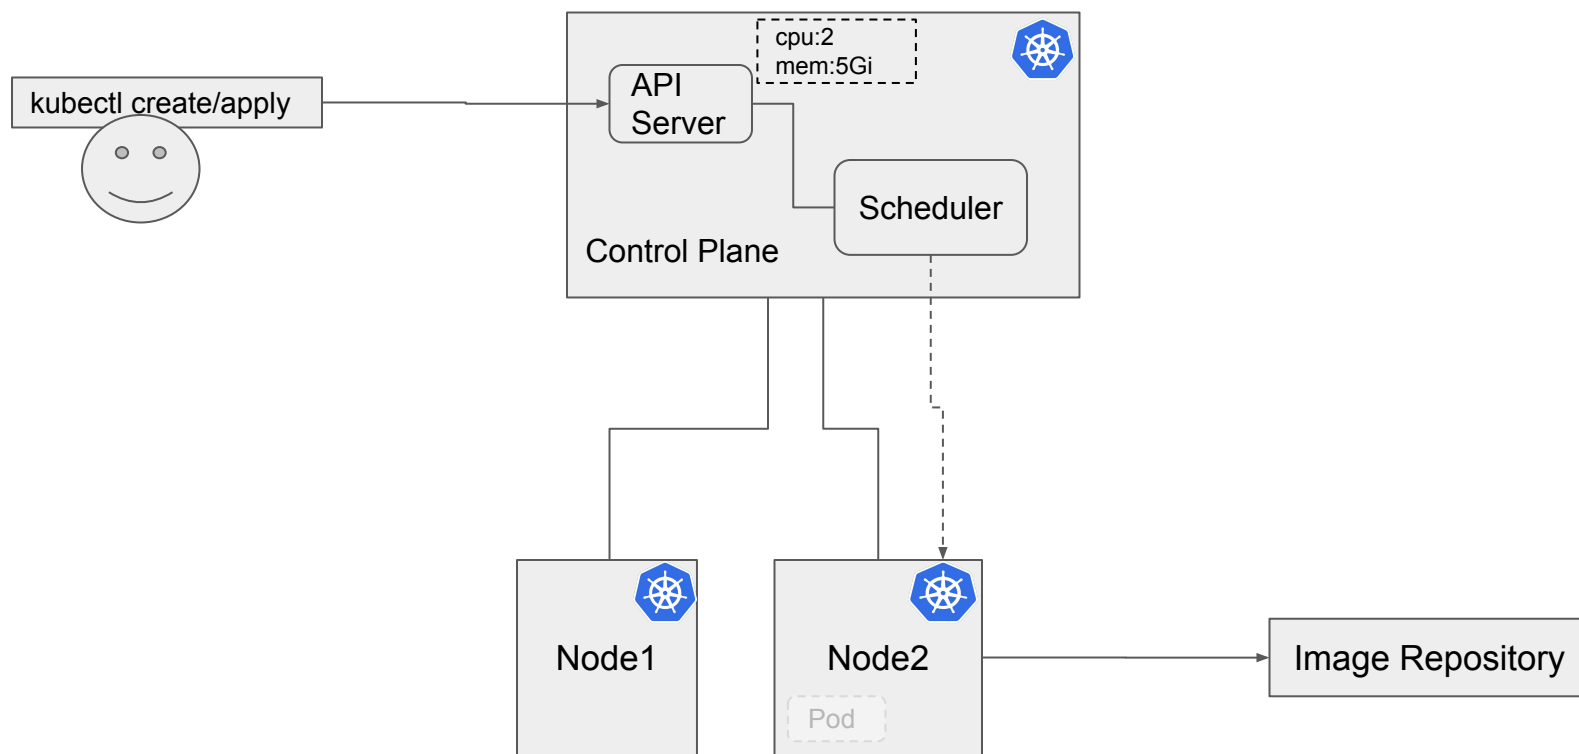 cpu:2
mem:5Gi
kubectl create/apply
API
Server
Scheduler
Control Plane
Node1
Node2
Image Repository
Pod